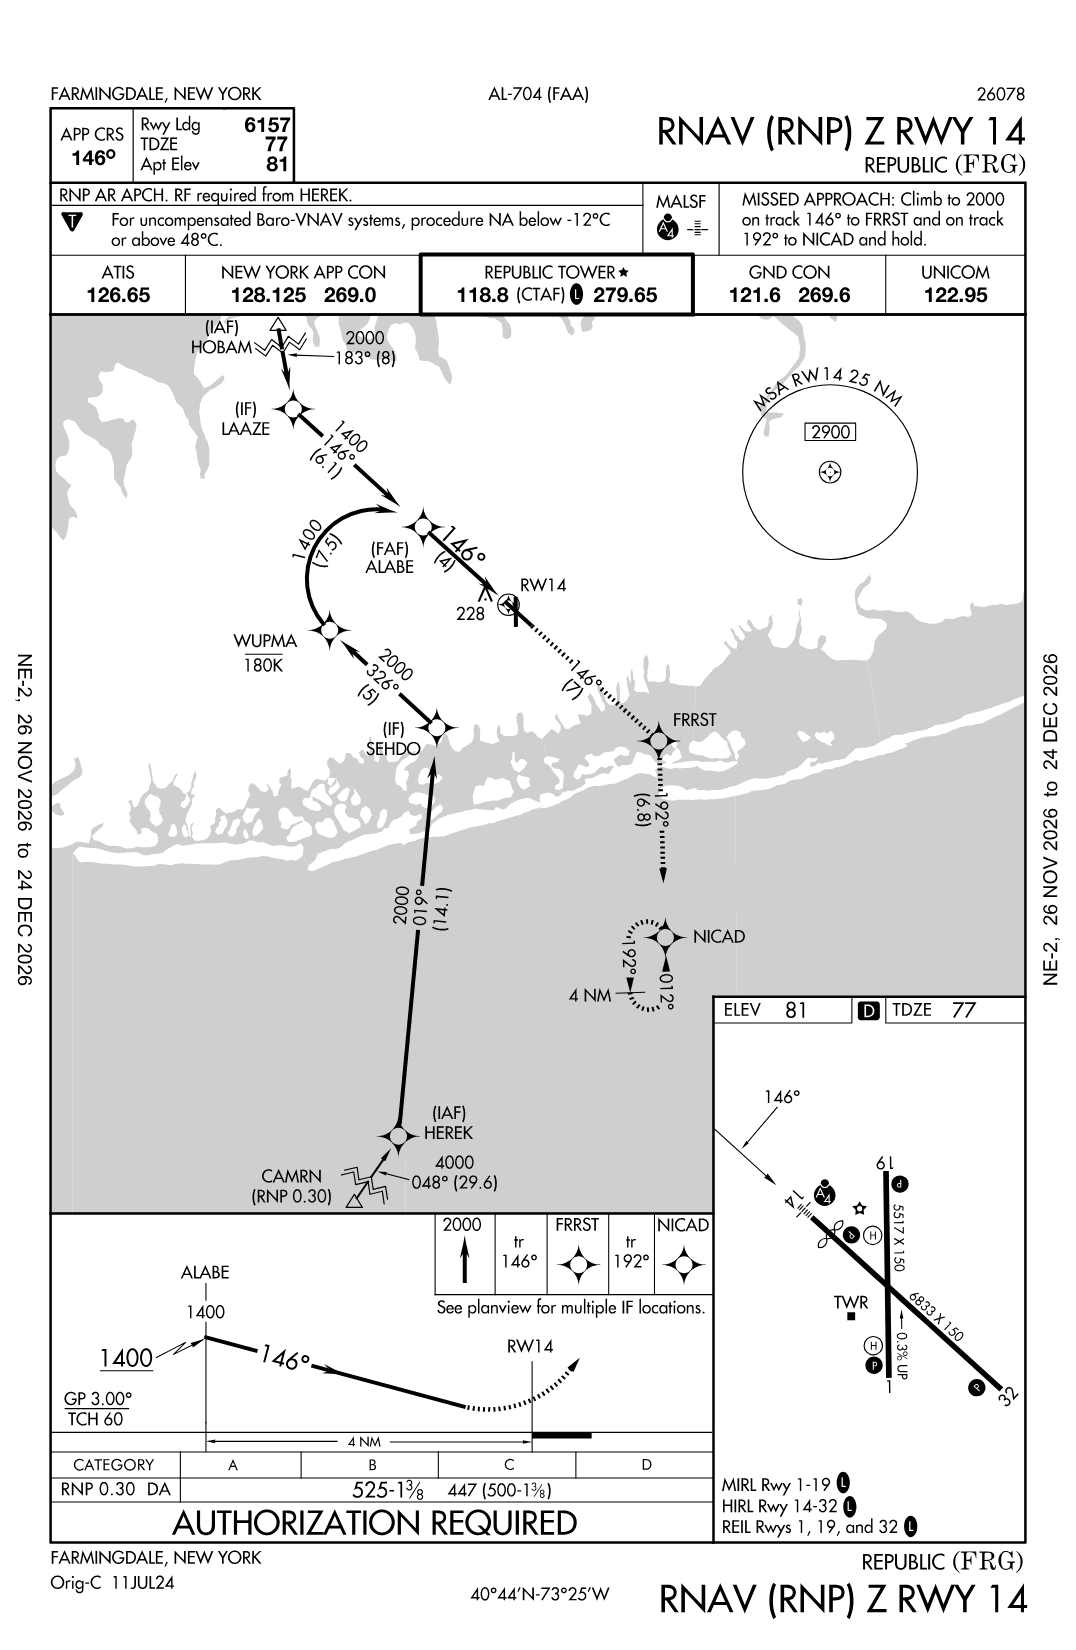 FARMINGDALE, NEW YORK
AL-704 (FAA)
26078
APP CRS
146°
Rwy Ldg 6157
TDZE 77
Apt Elev 81
RNAV (RNP) Z RWY 14
REPUBLIC (FRG)
RNP AR APCH. RF required from HEREK.
T
For uncompensated Baro-VNAV systems, procedure NA below -12°C
or above 48°C.
MALSF
A4
MISSED APPROACH: Climb to 2000
on track 146° to FRRST and on track
192° to NICAD and hold.
ATIS
126.65
NEW YORK APP CON
128.125 269.0
REPUBLIC TOWER★
118.8 (CTAF) L 279.65
GND CON
121.6 269.6
UNICOM
122.95
(IAF)
HOBAM
2000
183° (8)
(IF)
LAAZE
1400
146°
(6.1)
MSA RW14 25 NM
2900
1400
(7.5)
(FAF)
ALABE
146°
(4)
RW14
228
WUPMA
180K
2000
326°
(5)
(IF)
SEHDO
146°
(7)
FRRST
192°
(6.8)
2000
019°
(14.1)
NICAD
192°
012°
4 NM
(IAF)
HEREK
CAMRN
(RNP 0.30)
4000
048° (29.6)
NE-2, 26 NOV 2026 to 24 DEC 2026
NE-2, 26 NOV 2026 to 24 DEC 2026
ELEV 81
D
TDZE 77
146°
19
14
A4
P
P
H
5517 X 150
TWR
6833 X 150
0.3% UP
H
P
1
P
32
MIRL Rwy 1-19 L
HIRL Rwy 14-32 L
REIL Rwys 1, 19, and 32 L
2000
tr
146°
FRRST
tr
192°
NICAD
See planview for multiple IF locations.
ALABE
1400
1400
146°
RW14
GP 3.00°
TCH 60
4 NM
CATEGORY A B C D
RNP 0.30 DA 525-1⅜ 447 (500-1⅜)
AUTHORIZATION REQUIRED
FARMINGDALE, NEW YORK
Orig-C 11JUL24
40°44'N-73°25'W
REPUBLIC (FRG)
RNAV (RNP) Z RWY 14